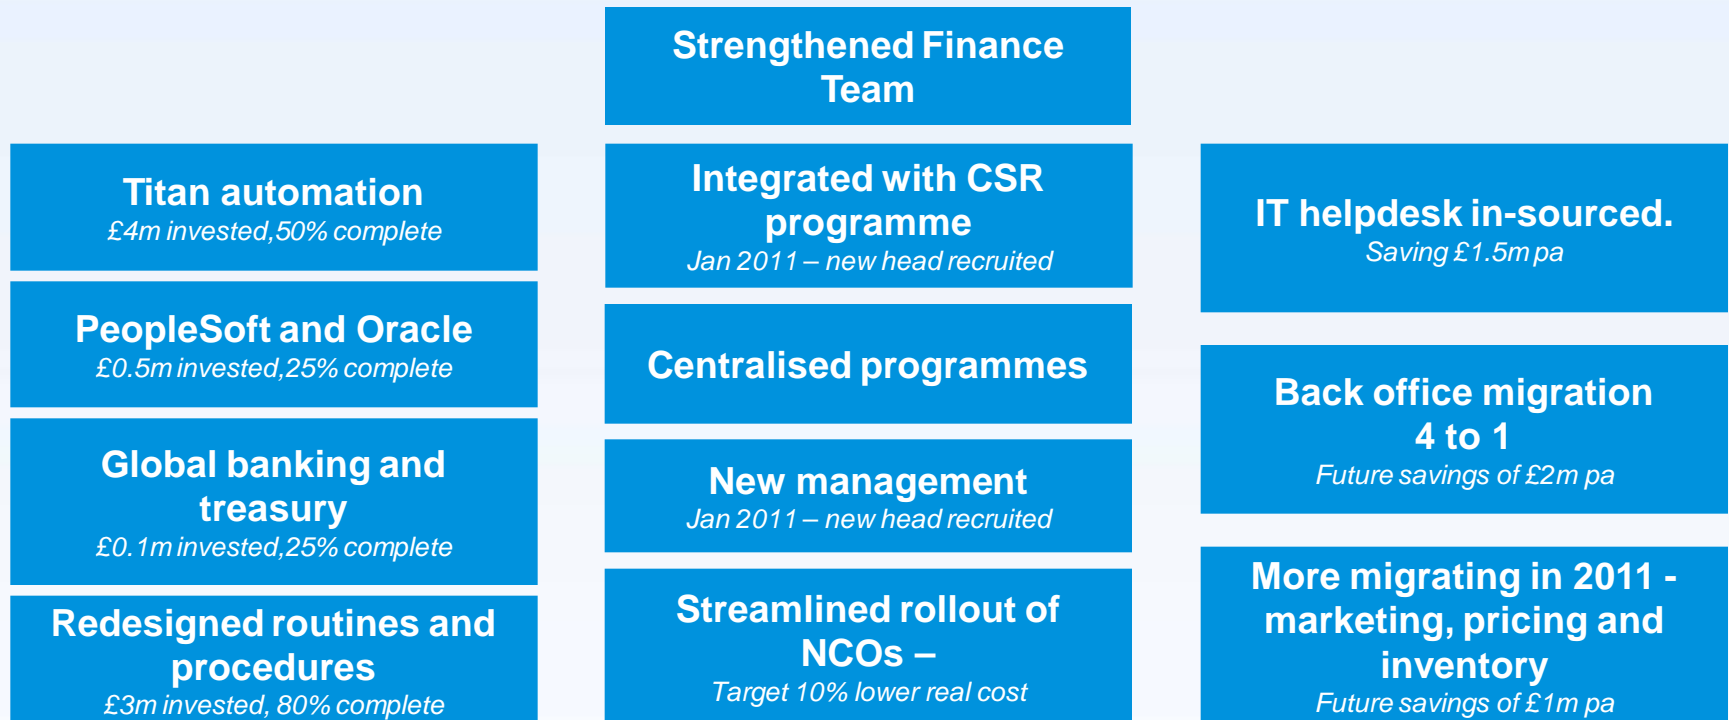 Strengthened Finance
Team
Titan automation
£4m invested,50% complete
PeopleSoft and Oracle
£0.5m invested,25% complete
Global banking and
treasury
£0.1m invested,25% complete
Redesigned routines and
procedures
£3m invested, 80% complete
Integrated with CSR
programme
Jan 2011 – new head recruited
Centralised programmes
New management
Jan 2011 – new head recruited
Streamlined rollout of
NCOs –
Target 10% lower real cost
IT helpdesk in-sourced.
Saving £1.5m pa
Back office migration
4 to 1
Future savings of £2m pa
More migrating in 2011 -
marketing, pricing and
inventory
Future savings of £1m pa